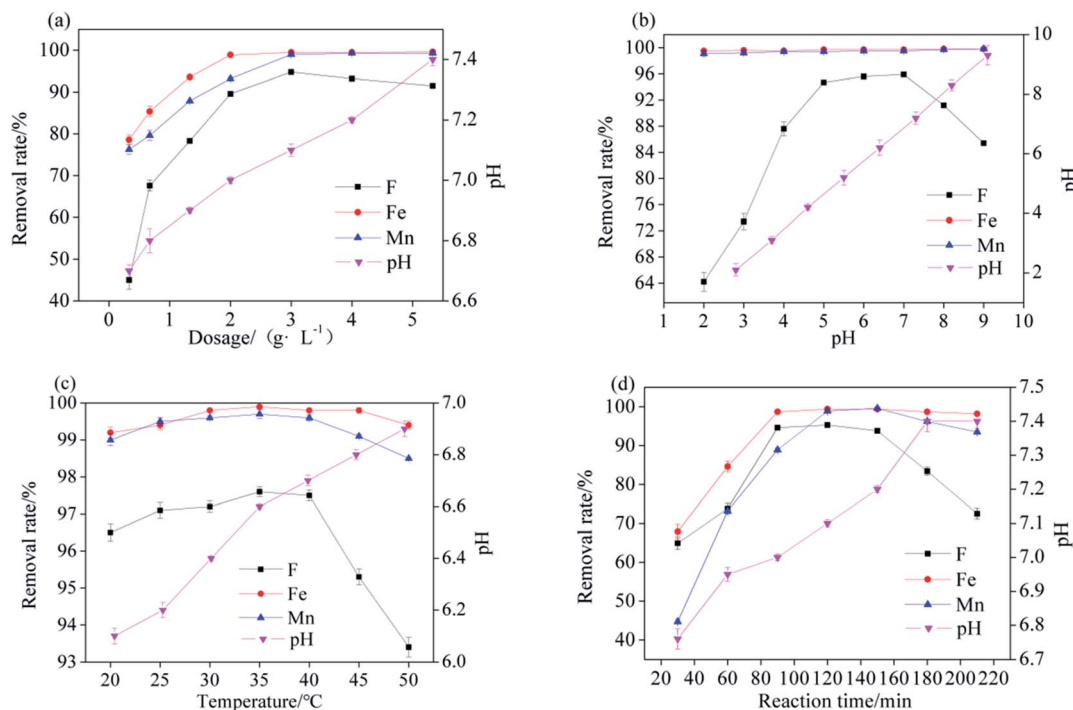 (a)
100
90
80
70
60
50
40
Removal rate/%
7.4
7.2
7.0
6.8
6.6
pH
F
Fe
Mn
pH
0 1 2 3 4 5
Dosage/ （g· L-1）
(b)
100
96
92
88
84
80
76
72
68
64
Removal rate/%
10
8
6
4
2
pH
F
Fe
Mn
pH
1 2 3 4 5 6 7 8 9 10
pH
(c)
100
99
98
97
96
95
94
93
Removal rate/%
7.0
6.8
6.6
6.4
6.2
6.0
pH
F
Fe
Mn
pH
20 25 30 35 40 45 50
Temperature/℃
(d)
100
90
80
70
60
50
40
Removal rate/%
7.5
7.4
7.3
7.2
7.1
7.0
6.9
6.8
6.7
pH
F
Fe
Mn
pH
20 40 60 80 100 120 140 160 180 200 220
Reaction time/min